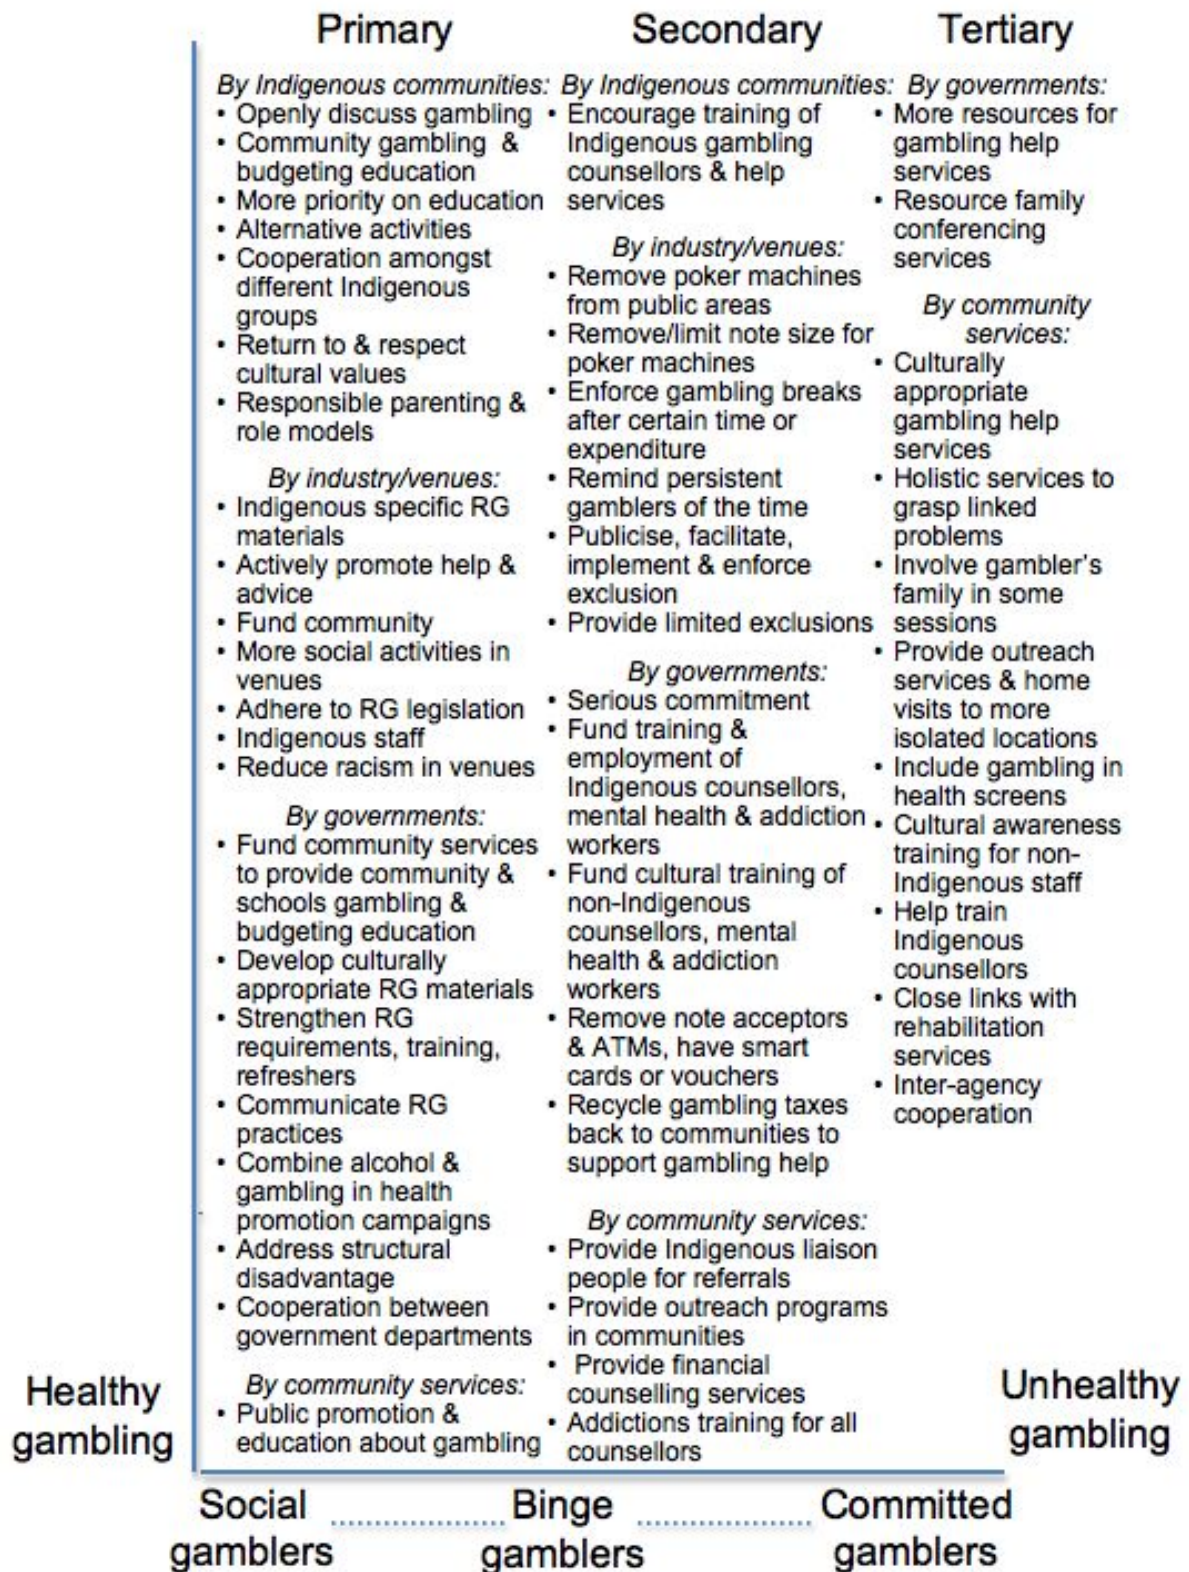 Primary
By Indigenous communities:
• Openly discuss gambling
• Community gambling & 
budgeting education
• More priority on education
• Alternative activities
• Cooperation amongst
different Indigenous
groups
• Return to & respect
cultural values
• Responsible parenting &
role models
By industry/venues:
• Indigenous specific RG
materials
• Actively promote help &
advice
• Fund community
• More social activities in
venues
• Adhere to RG legislation
• Indigenous staff
• Reduce racism in venues
By governments:
• Fund community services
to provide community &
schools gambling &
budgeting education
• Develop culturally
appropriate RG materials
• Strengthen RG
requirements, training,
refreshers
• Communicate RG
practices
• Combine alcohol &
gambling in health
promotion campaigns
• Address structural
disadvantage
• Cooperation between
government departments
By community services:
• Public promotion &
education about gambling
Secondary
By Indigenous communities:
• Encourage training of
Indigenous gambling
counsellors & help
services
By industry/venues:
• Remove poker machines
from public areas
• Remove/limit note size for
poker machines
• Enforce gambling breaks
after certain time or
expenditure
• Remind persistent
gamblers of the time
• Publicise, facilitate,
implement & enforce
exclusion
• Provide limited exclusions
By governments:
• Serious commitment
• Fund training &
employment of
Indigenous counsellors,
mental health & addiction
workers
• Fund cultural training of
non-Indigenous
counsellors, mental
health & addiction
workers
• Remove note acceptors
& ATMs, have smart
cards or vouchers
• Recycle gambling taxes
back to communities to
support gambling help
By community services:
• Provide Indigenous liaison
people for referrals
• Provide outreach programs
in communities
• Provide financial
counselling services
• Addictions training for all
counsellors
Tertiary
By governments:
• More resources for
gambling help
services
• Resource family
conferencing
services
By community
services:
• Culturally
appropriate
gambling help
services
• Holistic services to
grasp linked
problems
• Involve gambler's
family in some
sessions
• Provide outreach
services & home
visits to more
isolated locations
• Include gambling in
health screens
• Cultural awareness
training for non-
Indigenous staff
• Help train
Indigenous
counsellors
• Close links with
rehabilitation
services
• Inter-agency
cooperation
Healthy
gambling
Unhealthy
gambling
Social
gamblers
Binge
gamblers
Committed
gamblers